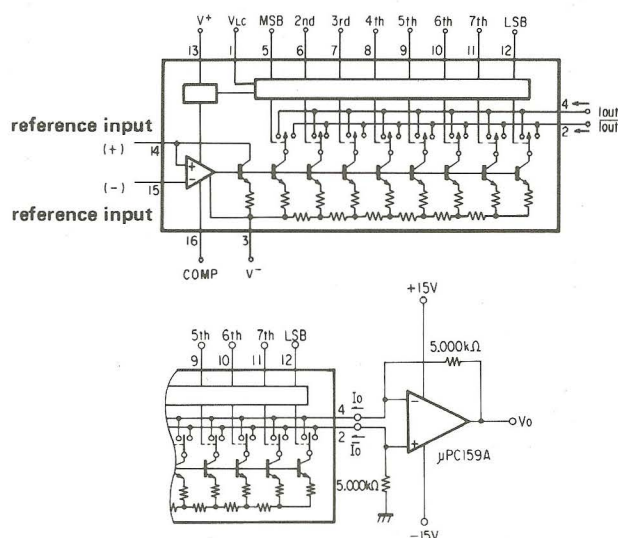 V+ VLC MSB 2nd 3rd 4th 5th 6th 7th LSB
13 1 5 6 7 8 9 10 11 12
4 Iout
2 I̅o̅u̅t̅
reference input
(+) 14
(-) 15
reference input
16 3
COMP V-
+15V
5th 6th 7th LSB
9 10 11 12
5.000kΩ
4 Io
2 I̅o
Vo
μPC159A
5.000kΩ
-15V